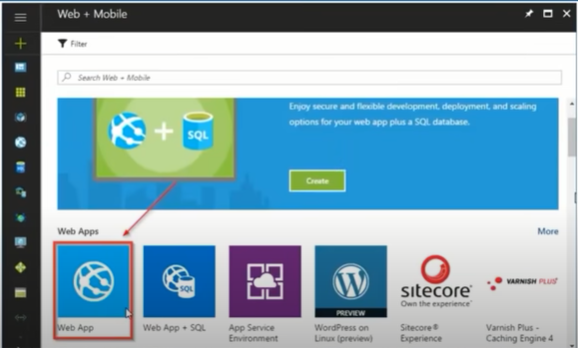 Web + Mobile
Filter
Search Web + Mobile
SQL
Enjoy secure and flexible development, deployment, and scaling
options for your web app plus a SQL database.
Create
Web Apps
More
SQL
PREVIEW
sitecore
Own the experience
VARNISH PLUS
Web App
Web App + SQL
App Service
Environment
WordPress on
Linux (preview)
Sitecore®
Experience
Varnish Plus -
Caching Engine 4